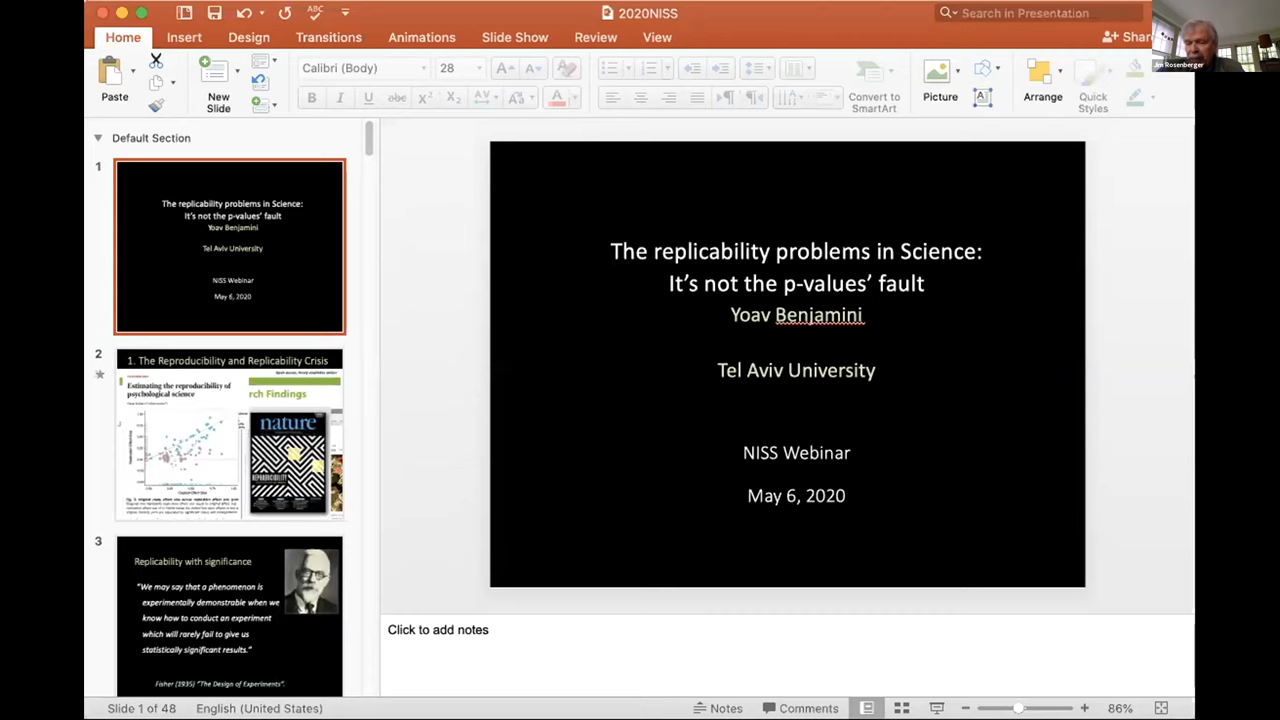 2020NISS
Search in Presentation
Home Insert Design Transitions Animations Slide Show Review View
Share
Jim Rosenberger
Paste
New
Slide
Calibri (Body) 28
Convert to
SmartArt
Picture
Arrange
Quick
Styles
Default Section
1
The replicability problems in Science:
It's not the p-values' fault
Yoav Benjamini
Tel Aviv University
NISS Webinar
May 6, 2020
2
1. The Reproducibility and Replicability Crisis
Estimating the reproducibility of
psychological science
rch Findings
nature
REPRODUCIBILITY
3
Replicability with significance
"We may say that a phenomenon is
experimentally demonstrable when we
know how to conduct an experiment
which will rarely fail to give us
statistically significant results."
Fisher (1935) "The Design of Experiments".
The replicability problems in Science:
It's not the p-values' fault
Yoav Benjamini
Tel Aviv University
NISS Webinar
May 6, 2020
Click to add notes
Slide 1 of 48 English (United States) Notes Comments 86%